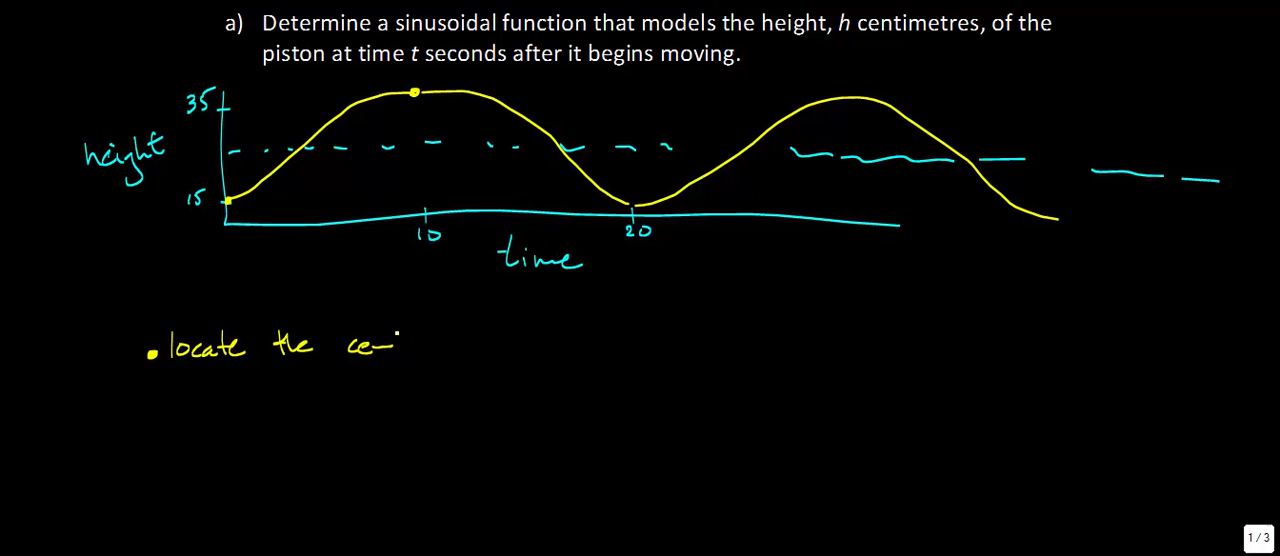 a) Determine a sinusoidal function that models the height, h centimetres, of the
piston at time t seconds after it begins moving.
35
height
15
10
20
time
• locate the ce
1 / 3